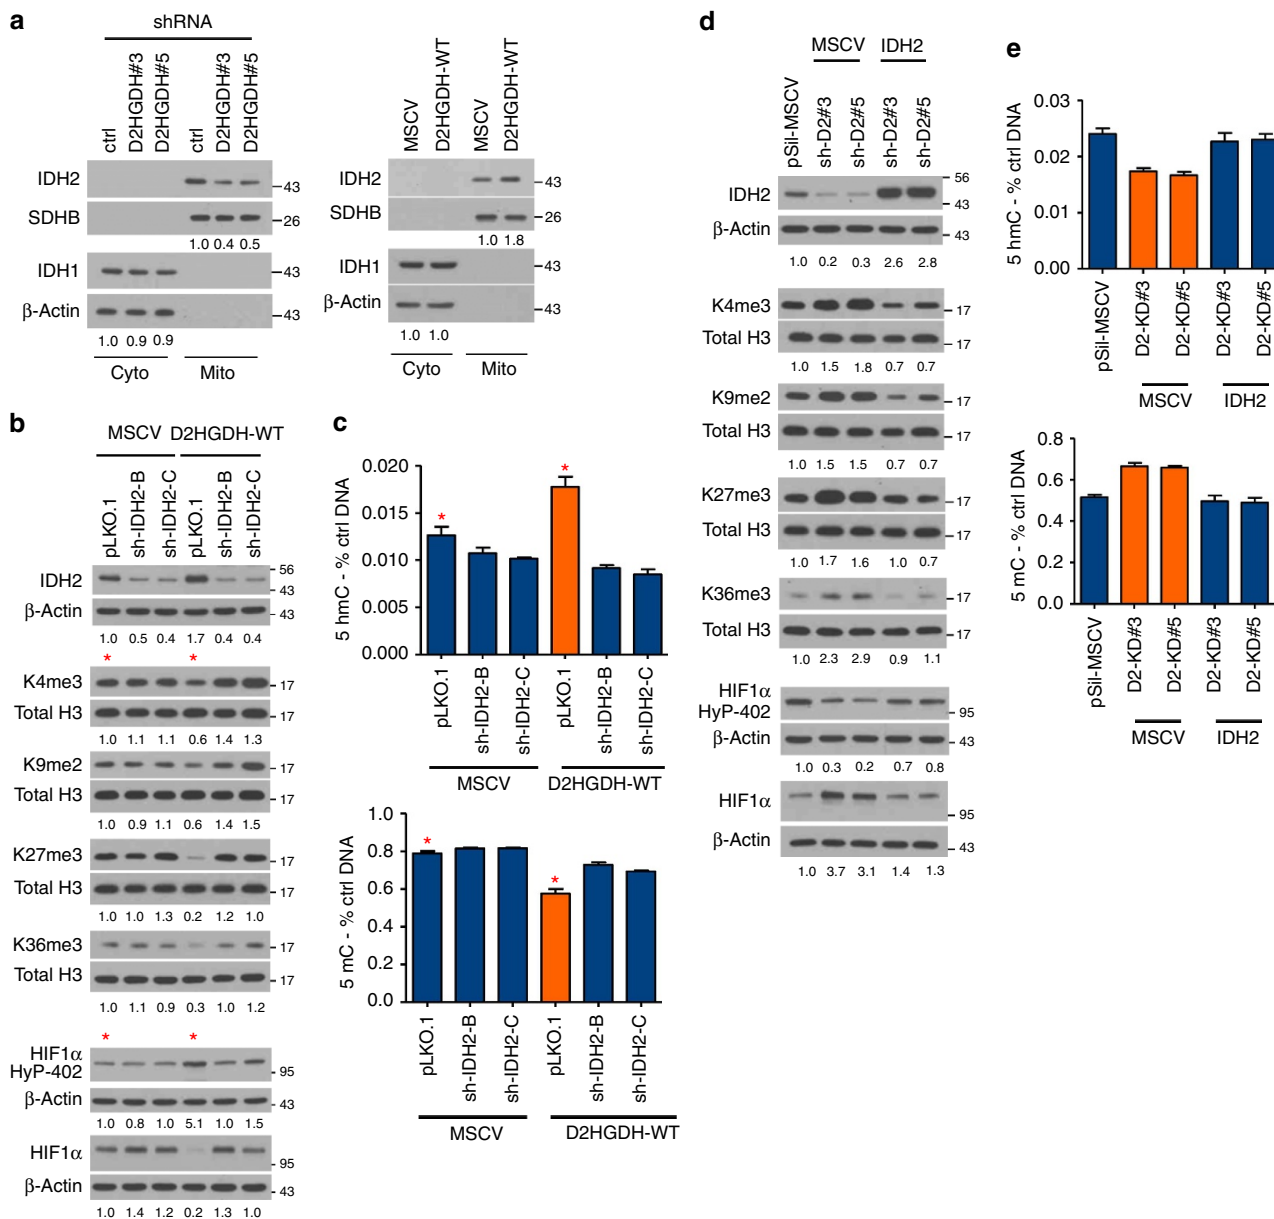 a
shRNA
ctrl
D2HGDH#3
D2HGDH#5
ctrl
D2HGDH#3
D2HGDH#5
IDH2
43
SDHB
26
1.0 0.4 0.5
IDH1
43
β-Actin
43
1.0 0.9 0.9
Cyto Mito
MSCV
D2HGDH-WT
MSCV
D2HGDH-WT
IDH2
43
SDHB
26
1.0 1.8
IDH1
43
β-Actin
43
1.0 1.0
Cyto Mito
b
MSCV D2HGDH-WT
pLKO.1
sh-IDH2-B
sh-IDH2-C
pLKO.1
sh-IDH2-B
sh-IDH2-C
IDH2
56
43
β-Actin
43
1.0 0.5 0.4 1.7 0.4 0.4
* *
K4me3
17
Total H3
17
1.0 1.1 1.1 0.6 1.4 1.3
K9me2
17
Total H3
17
1.0 0.9 1.1 0.6 1.4 1.5
K27me3
17
Total H3
17
1.0 1.0 1.3 0.2 1.2 1.0
K36me3
17
Total H3
17
1.0 1.1 0.9 0.3 1.0 1.2
* *
HIF1α
HyP-402
95
β-Actin
43
1.0 0.8 1.0 5.1 1.0 1.5
HIF1α
95
β-Actin
43
1.0 1.4 1.2 0.2 1.3 1.0
c
5 hmC - % ctrl DNA
0.020
0.015
0.010
0.005
0.000
*
*
pLKO.1
sh-IDH2-B
sh-IDH2-C
pLKO.1
sh-IDH2-B
sh-IDH2-C
MSCV D2HGDH-WT
5 mC - % ctrl DNA
1.0
0.8
0.6
0.4
0.2
0.0
*
*
pLKO.1
sh-IDH2-B
sh-IDH2-C
pLKO.1
sh-IDH2-B
sh-IDH2-C
MSCV D2HGDH-WT
d
MSCV IDH2
pSil-MSCV
sh-D2#3
sh-D2#5
sh-D2#3
sh-D2#5
IDH2
56
43
β-Actin
43
1.0 0.2 0.3 2.6 2.8
K4me3
17
Total H3
17
1.0 1.5 1.8 0.7 0.7
K9me2
17
Total H3
17
1.0 1.5 1.5 0.7 0.7
K27me3
17
Total H3
17
1.0 1.7 1.6 1.0 0.7
K36me3
17
Total H3
17
1.0 2.3 2.9 0.9 1.1
HIF1α
HyP-402
95
β-Actin
43
1.0 0.3 0.2 0.7 0.8
HIF1α
95
β-Actin
43
1.0 3.7 3.1 1.4 1.3
e
5 hmC - % ctrl DNA
0.03
0.02
0.01
0.00
pSil-MSCV
D2-KD#3
D2-KD#5
D2-KD#3
D2-KD#5
MSCV IDH2
5 mC - % ctrl DNA
0.8
0.6
0.4
0.2
0.0
pSil-MSCV
D2-KD#3
D2-KD#5
D2-KD#3
D2-KD#5
MSCV IDH2